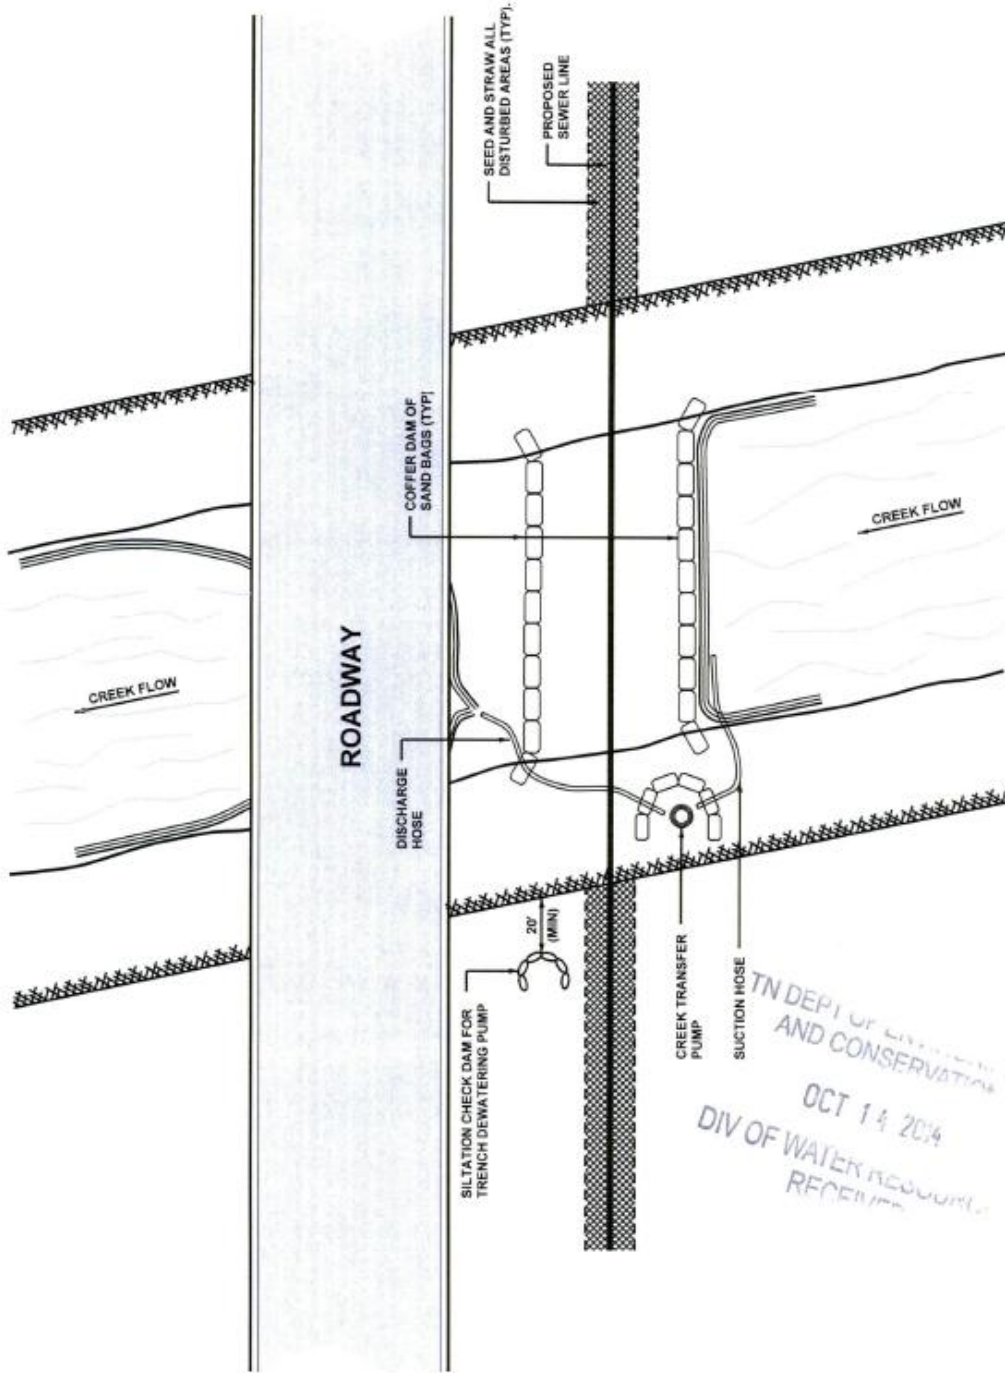 SEED AND STRAW ALL
DISTURBED AREAS (TYP).
PROPOSED
SEWER LINE
COFFER DAM OF
SAND BAGS (TYP)
CREEK FLOW
CREEK FLOW
ROADWAY
DISCHARGE
HOSE
20'
(MIN)
SILTATION CHECK DAM FOR
TRENCH DEWATERING PUMP
CREEK TRANSFER
PUMP
SUCTION HOSE
TN DEPT OF
AND CONSERVATION
OCT 14 2014
DIV OF WATER
RECEIVED